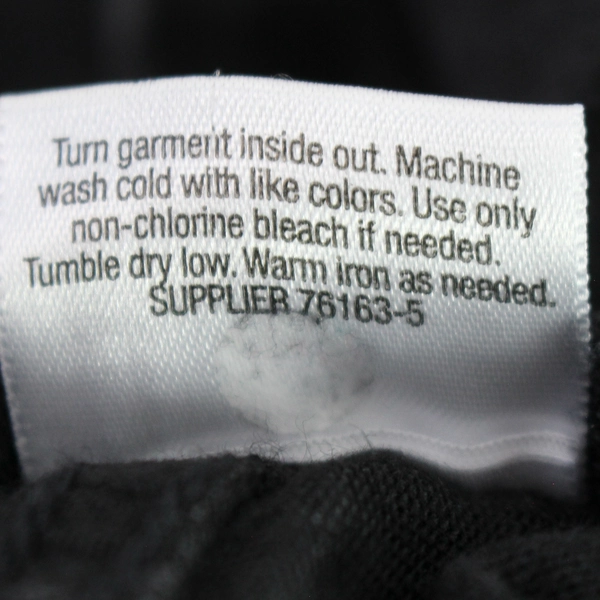 Turn garment inside out. Machine
wash cold with like colors. Use only
non-chlorine bleach if needed.
Tumble dry low. Warm iron as needed.
SUPPLIER 76163-5